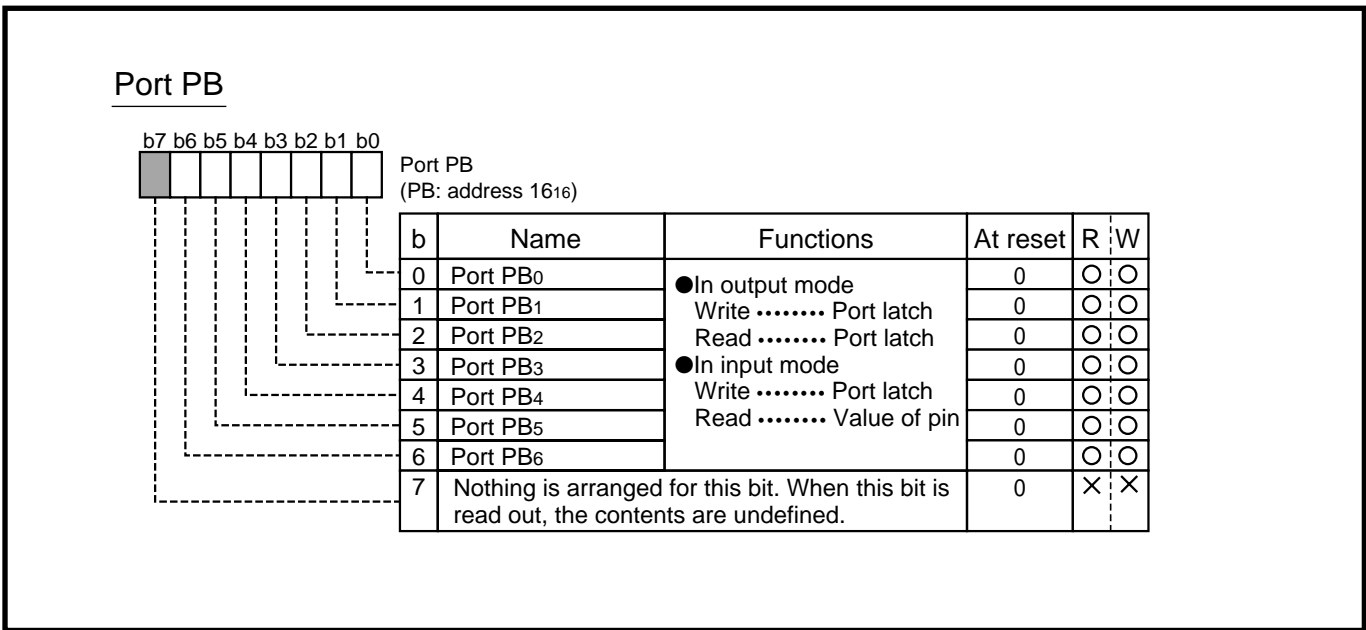 Port PB
b7 b6 b5 b4 b3 b2 b1 b0
Port PB
(PB: address 1616)
b Name Functions At reset R W
0 Port PB0 0 ○ ○
1 Port PB1 0 ○ ○
2 Port PB2 0 ○ ○
3 Port PB3 0 ○ ○
4 Port PB4 0 ○ ○
5 Port PB5 0 ○ ○
6 Port PB6 0 ○ ○
●In output mode
Write •••••••• Port latch
Read •••••••• Port latch
●In input mode
Write •••••••• Port latch
Read •••••••• Value of pin
7 Nothing is arranged for this bit. When this bit is 0 × ×
read out, the contents are undefined.